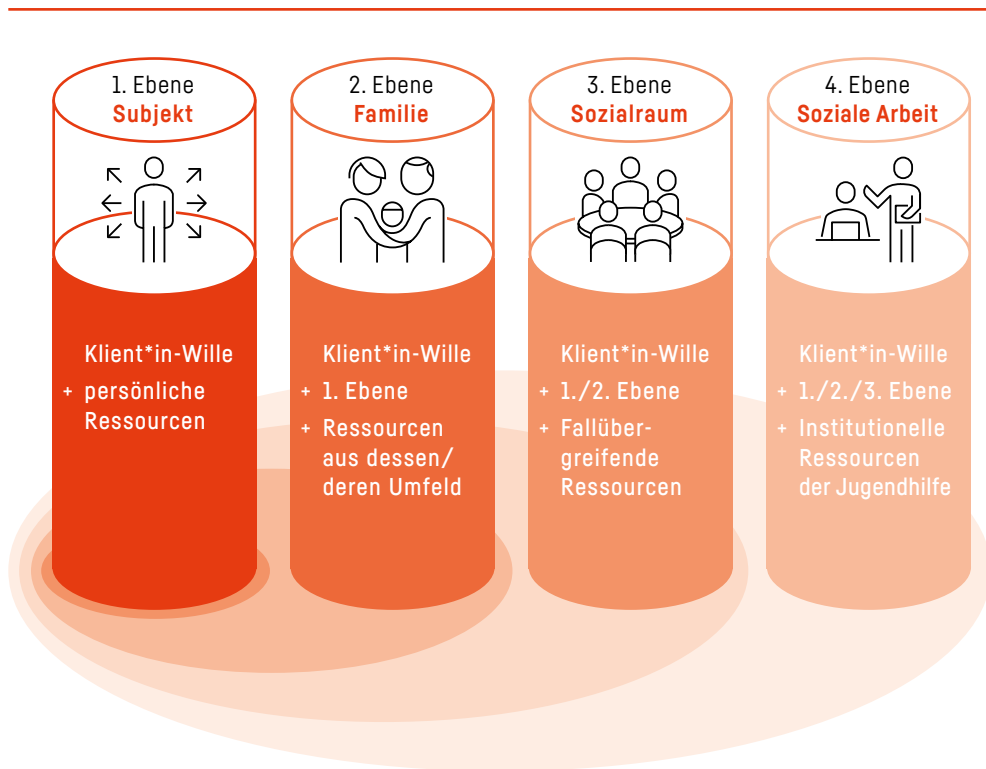 1. Ebene
Subjekt
Klient*in-Wille
+ persönliche
Ressourcen
2. Ebene
Familie
Klient*in-Wille
+ 1. Ebene
+ Ressourcen
aus dessen/
deren Umfeld
3. Ebene
Sozialraum
Klient*in-Wille
+ 1./2. Ebene
+ Fallüber-
greifende
Ressourcen
4. Ebene
Soziale Arbeit
Klient*in-Wille
+ 1./2./3. Ebene
+ Institutionelle
Ressourcen
der Jugendhilfe